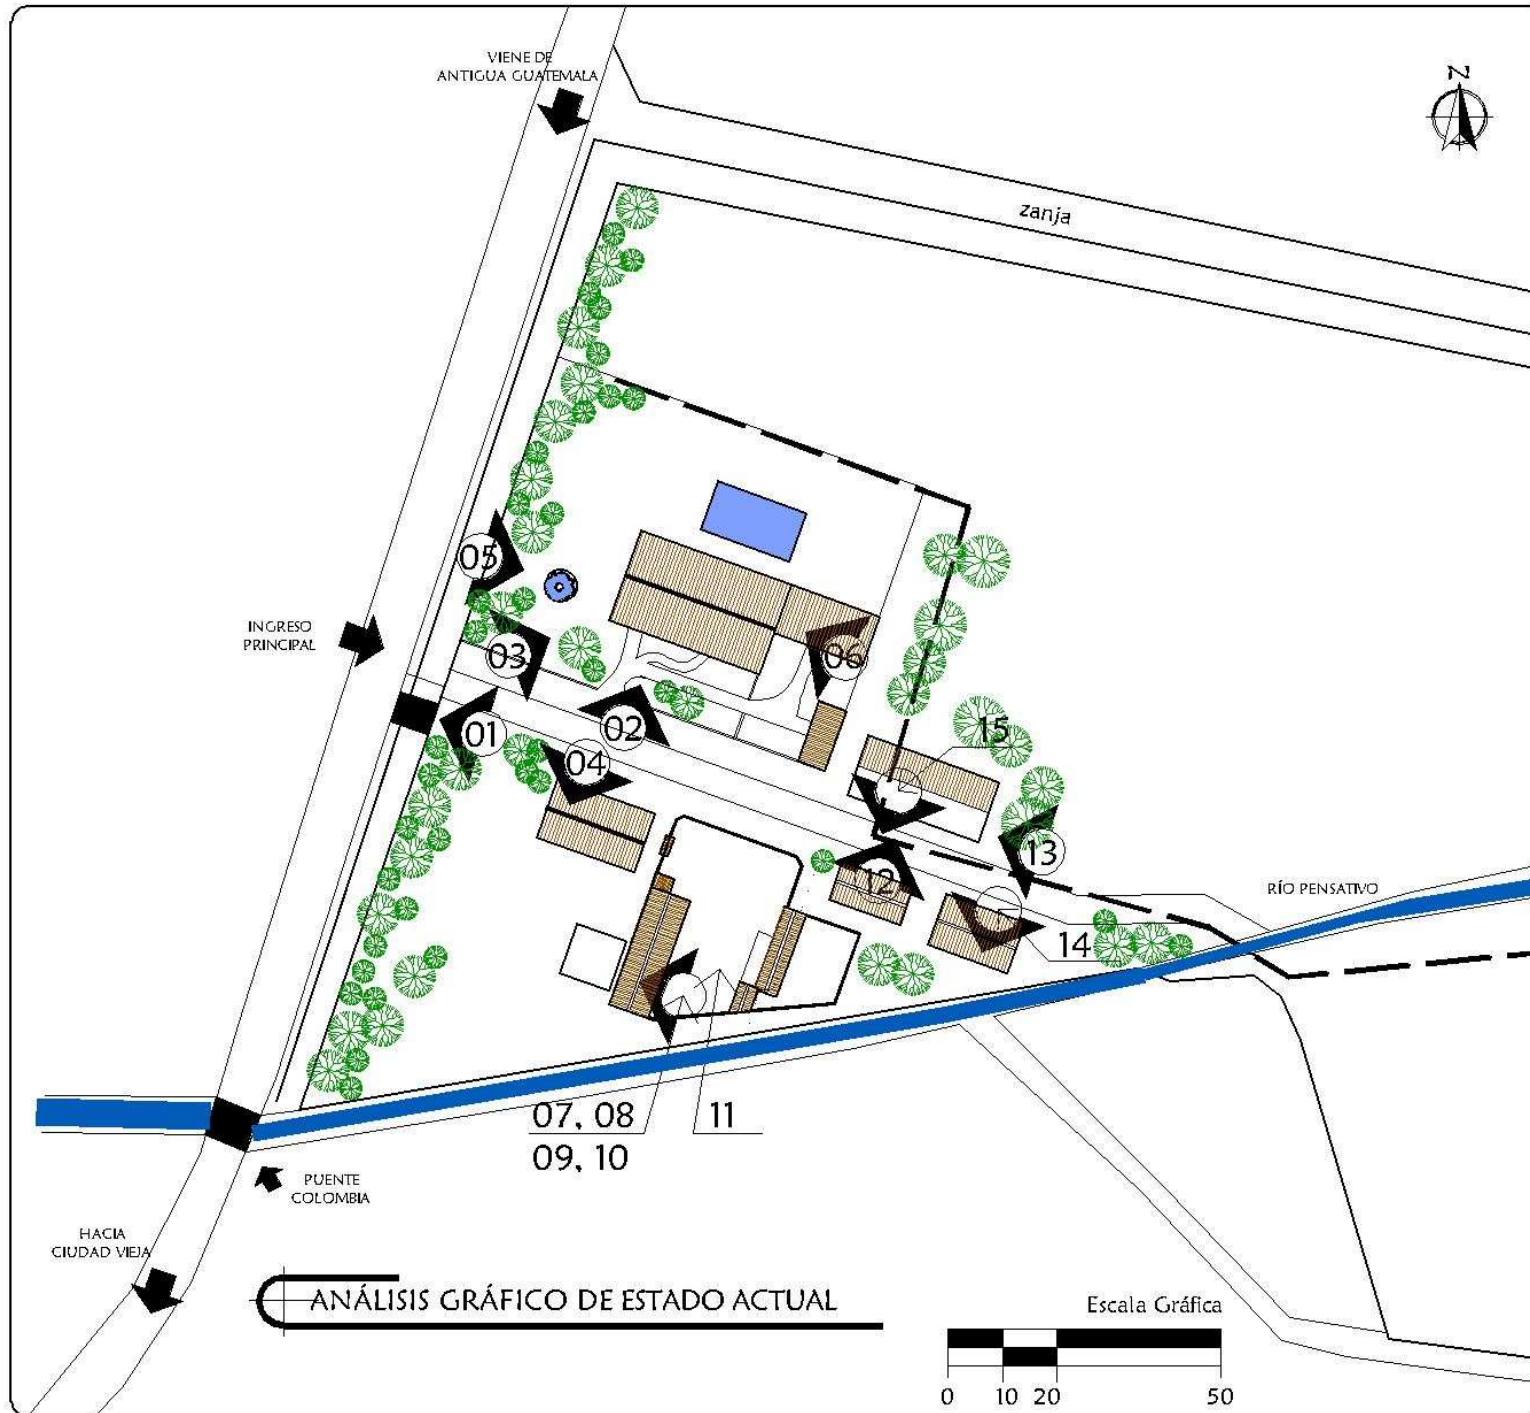 VIENE DE
ANTIGUA GUATEMALA
N
zanja
05
INGRESO
PRINCIPAL
03
06
01
02
04
15
13
12
RÍO PENSATIVO
14
07, 08
09, 10
11
PUENTE
COLOMBIA
HACIA
CIUDAD VIEJA
ANÁLISIS GRÁFICO DE ESTADO ACTUAL
Escala Gráfica
0 10 20 50